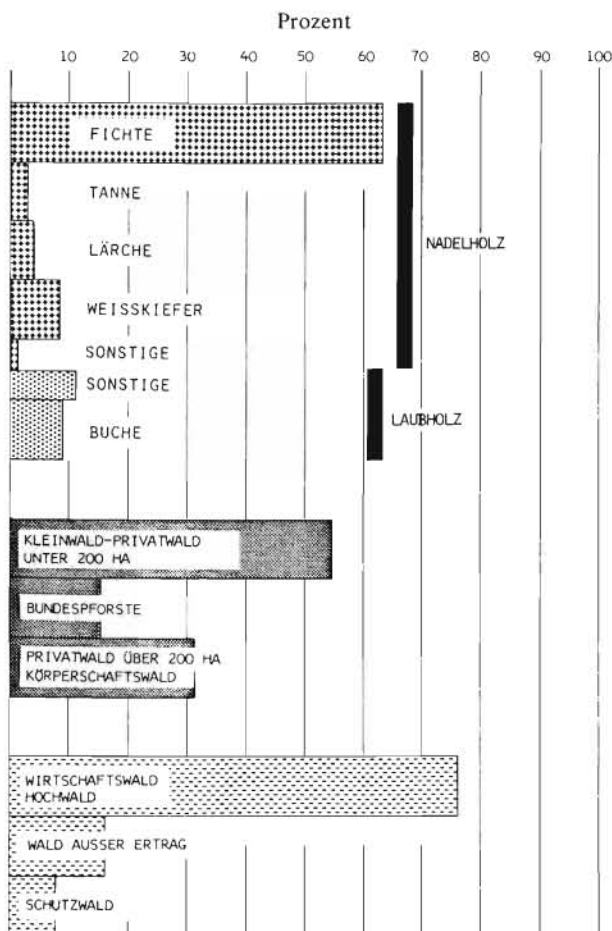 Prozent
10 20 30 40 50 60 70 80 90 100
FICHTE
TANNE
LÄRCHE
NADELHOLZ
WEISSKIEFER
SONSTIGE
SONSTIGE
LAUBHOLZ
BUCHE
KLEINWALD-PRIVATWALD
UNTER 200 HA
BUNDESPFORSTE
PRIVATWALD ÜBER 200 HA
KÖRPERSCHAFTSWALD
WIRTSCHAFTSWALD
HOCHWALD
WALD AUSSER ERTRAG
SCHUTZWALD